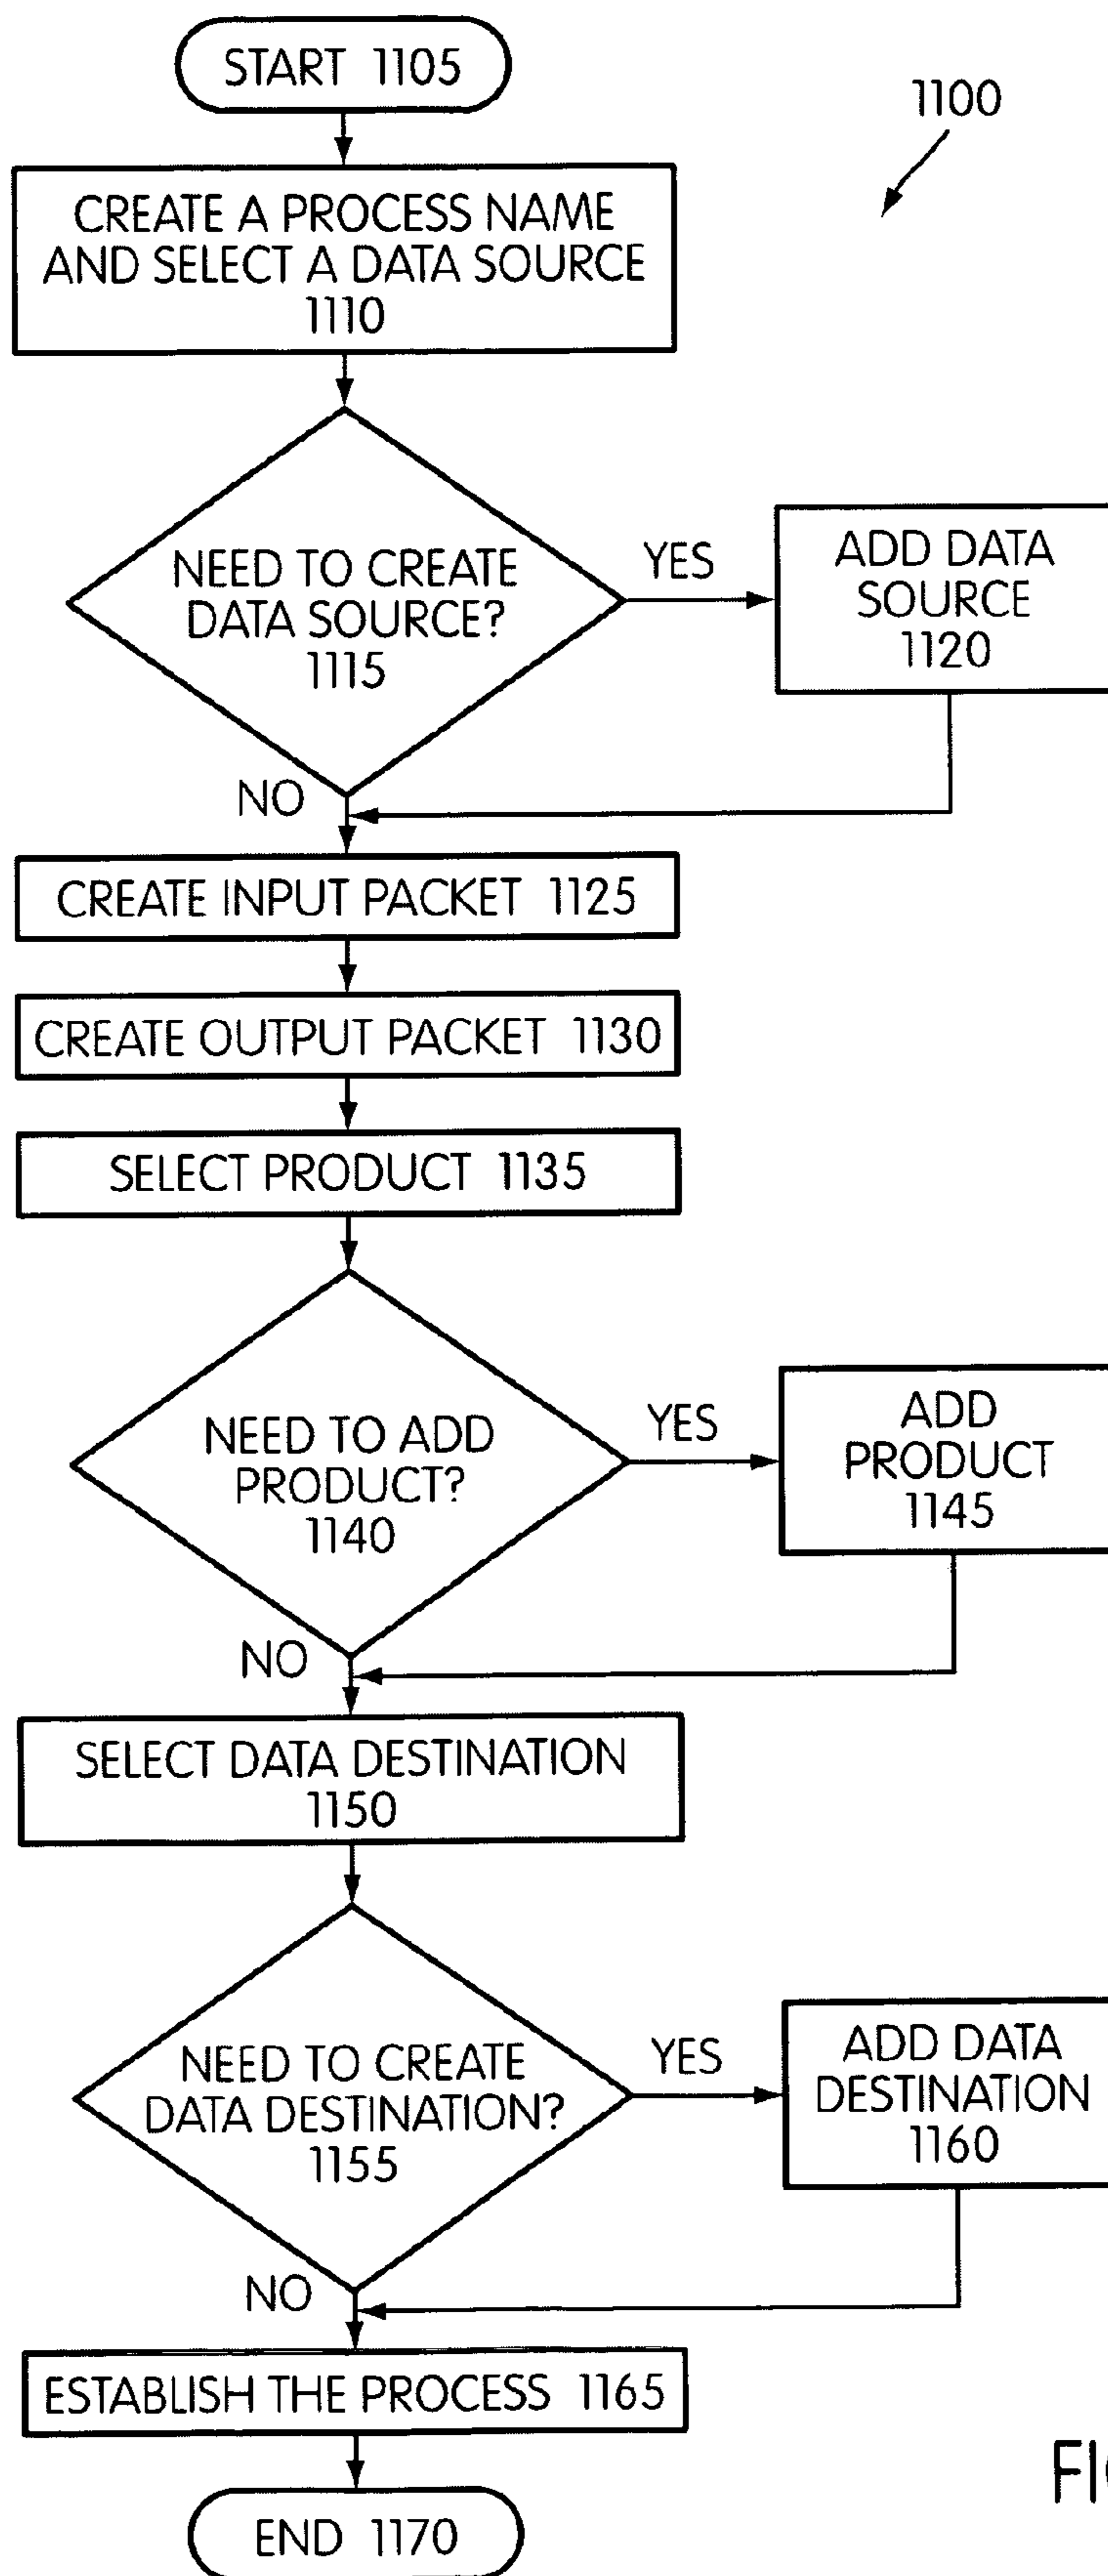 START 1105
1100
CREATE A PROCESS NAME
AND SELECT A DATA SOURCE
1110
NEED TO CREATE
DATA SOURCE?
1115
YES
ADD DATA
SOURCE
1120
NO
CREATE INPUT PACKET 1125
CREATE OUTPUT PACKET 1130
SELECT PRODUCT 1135
NEED TO ADD
PRODUCT?
1140
YES
ADD
PRODUCT
1145
NO
SELECT DATA DESTINATION
1150
NEED TO CREATE
DATA DESTINATION?
1155
YES
ADD DATA
DESTINATION
1160
NO
ESTABLISH THE PROCESS 1165
END 1170